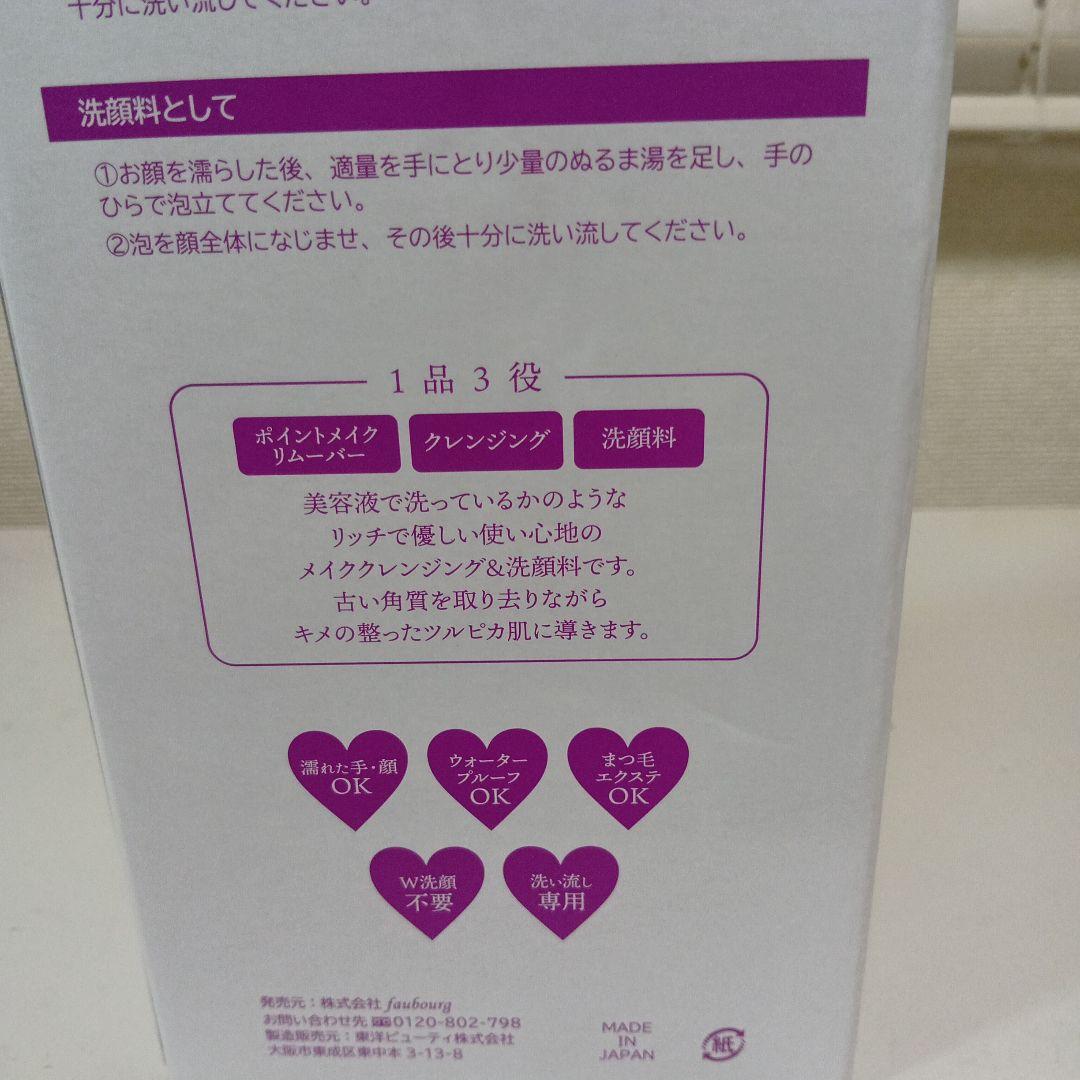 十分に洗い流してください。
洗顔料として
①お顔を濡らした後、適量を手にとり少量のぬるま湯を足し、手の
ひらで泡立ててください。
②泡を顔全体になじませ、その後十分に洗い流してください。
1品3役
ポイントメイク
リムーバー
クレンジング
洗顔料
美容液で洗っているかのような
リッチで優しい使い心地の
メイククレンジング&洗顔料です。
古い角質を取り去りながら
キメの整ったツルピカ肌に導きます。
濡れた手・顔
OK
ウォーター
プルーフ
OK
まつ毛
エクステ
OK
W洗顔
不要
洗い流し
専用
発売元:株式会社 faubourg
お問い合わせ先 0120-802-798
製造販売元:東洋ビューティ株式会社
大阪市東成区東中本 3-13-8
MADE
IN
JAPAN
紙